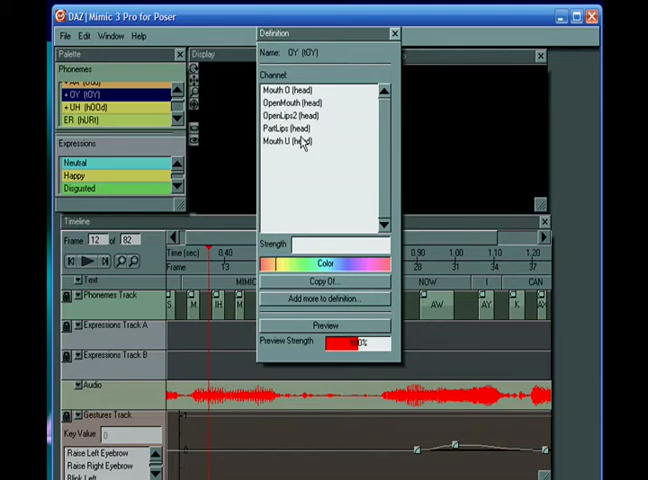 DAZ|Mimic 3 Pro for Poser
File Edit Window Help
Palette
Phonemes
+ OY (tOY)
+ UH (hOOd)
ER (hURt)
Expressions
Neutral
Happy
Disgusted
Display
Definition
Name: OY (tOY)
Channel:
Mouth O (head)
OpenMouth (head)
OpenLips2 (head)
PartLips (head)
Mouth U (head)
Strength
Color
Copy Of...
Add more to definition...
Preview
Preview Strength
Timeline
Frame 12 of 82
Time (sec) 0.40 0.90 1.00 1.10 1.20
Frame 13 28 31 34 37
Text MIMIC NOW I CAN
Phonemes Track S M IH M AW AY K
Expressions Track A
Expressions Track B
Audio
Gestures Track
Key Value 0
1
0
Raise Left Eyebrow
Raise Right Eyebrow
Blink Left